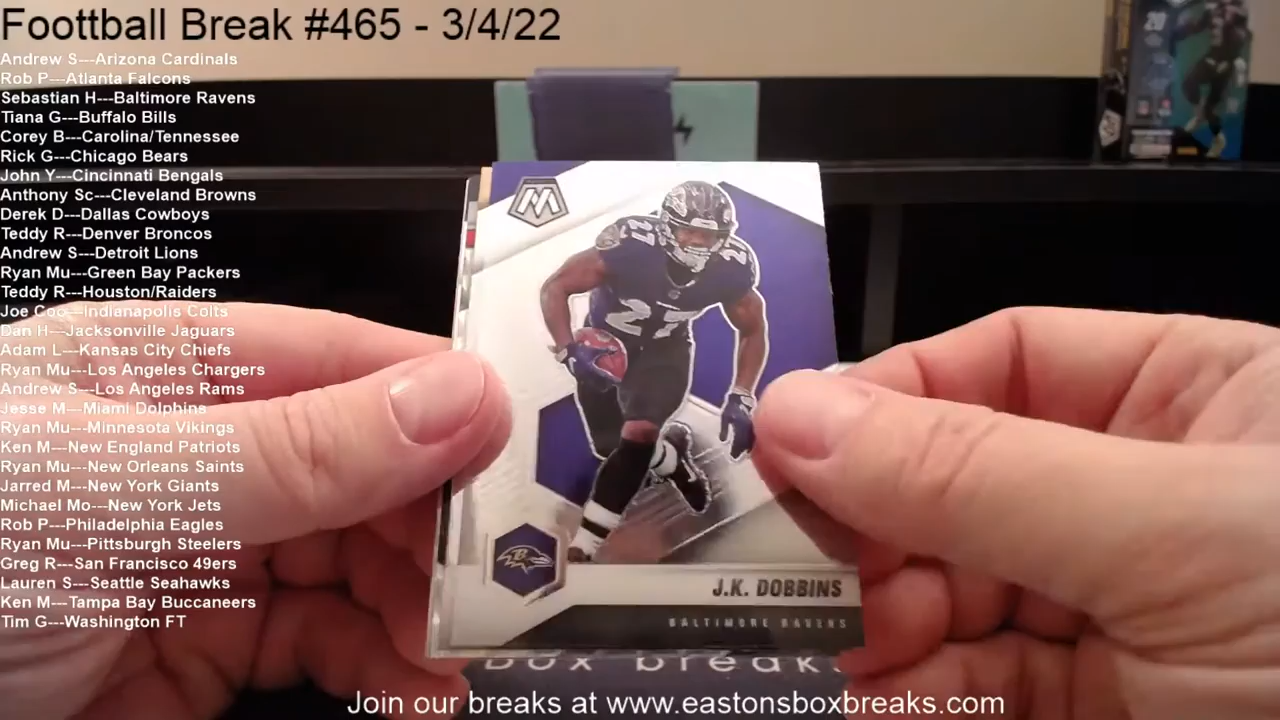 Foottball Break #465 - 3/4/22
Andrew S---Arizona Cardinals
Rob P---Atlanta Falcons
Sebastian H---Baltimore Ravens
Tiana G---Buffalo Bills
Corey B---Carolina/Tennessee
Rick G---Chicago Bears
John Y---Cincinnati Bengals
Anthony Sc---Cleveland Browns
Derek D---Dallas Cowboys
Teddy R---Denver Broncos
Andrew S---Detroit Lions
Ryan Mu---Green Bay Packers
Teddy R---Houston/Raiders
Joe Coo---Indianapolis Colts
Dan H---Jacksonville Jaguars
Adam L---Kansas City Chiefs
Ryan Mu---Los Angeles Chargers
Andrew S---Los Angeles Rams
Jesse M---Miami Dolphins
Ryan Mu---Minnesota Vikings
Ken M---New England Patriots
Ryan Mu---New Orleans Saints
Jarred M---New York Giants
Michael Mo---New York Jets
Rob P---Philadelphia Eagles
Ryan Mu---Pittsburgh Steelers
Greg R---San Francisco 49ers
Lauren S---Seattle Seahawks
Ken M---Tampa Bay Buccaneers
Tim G---Washington FT
20
M
27
27
27
B
J.K. DOBBINS
BALTIMORE RAVENS
box breaks
Join our breaks at www.eastonsboxbreaks.com